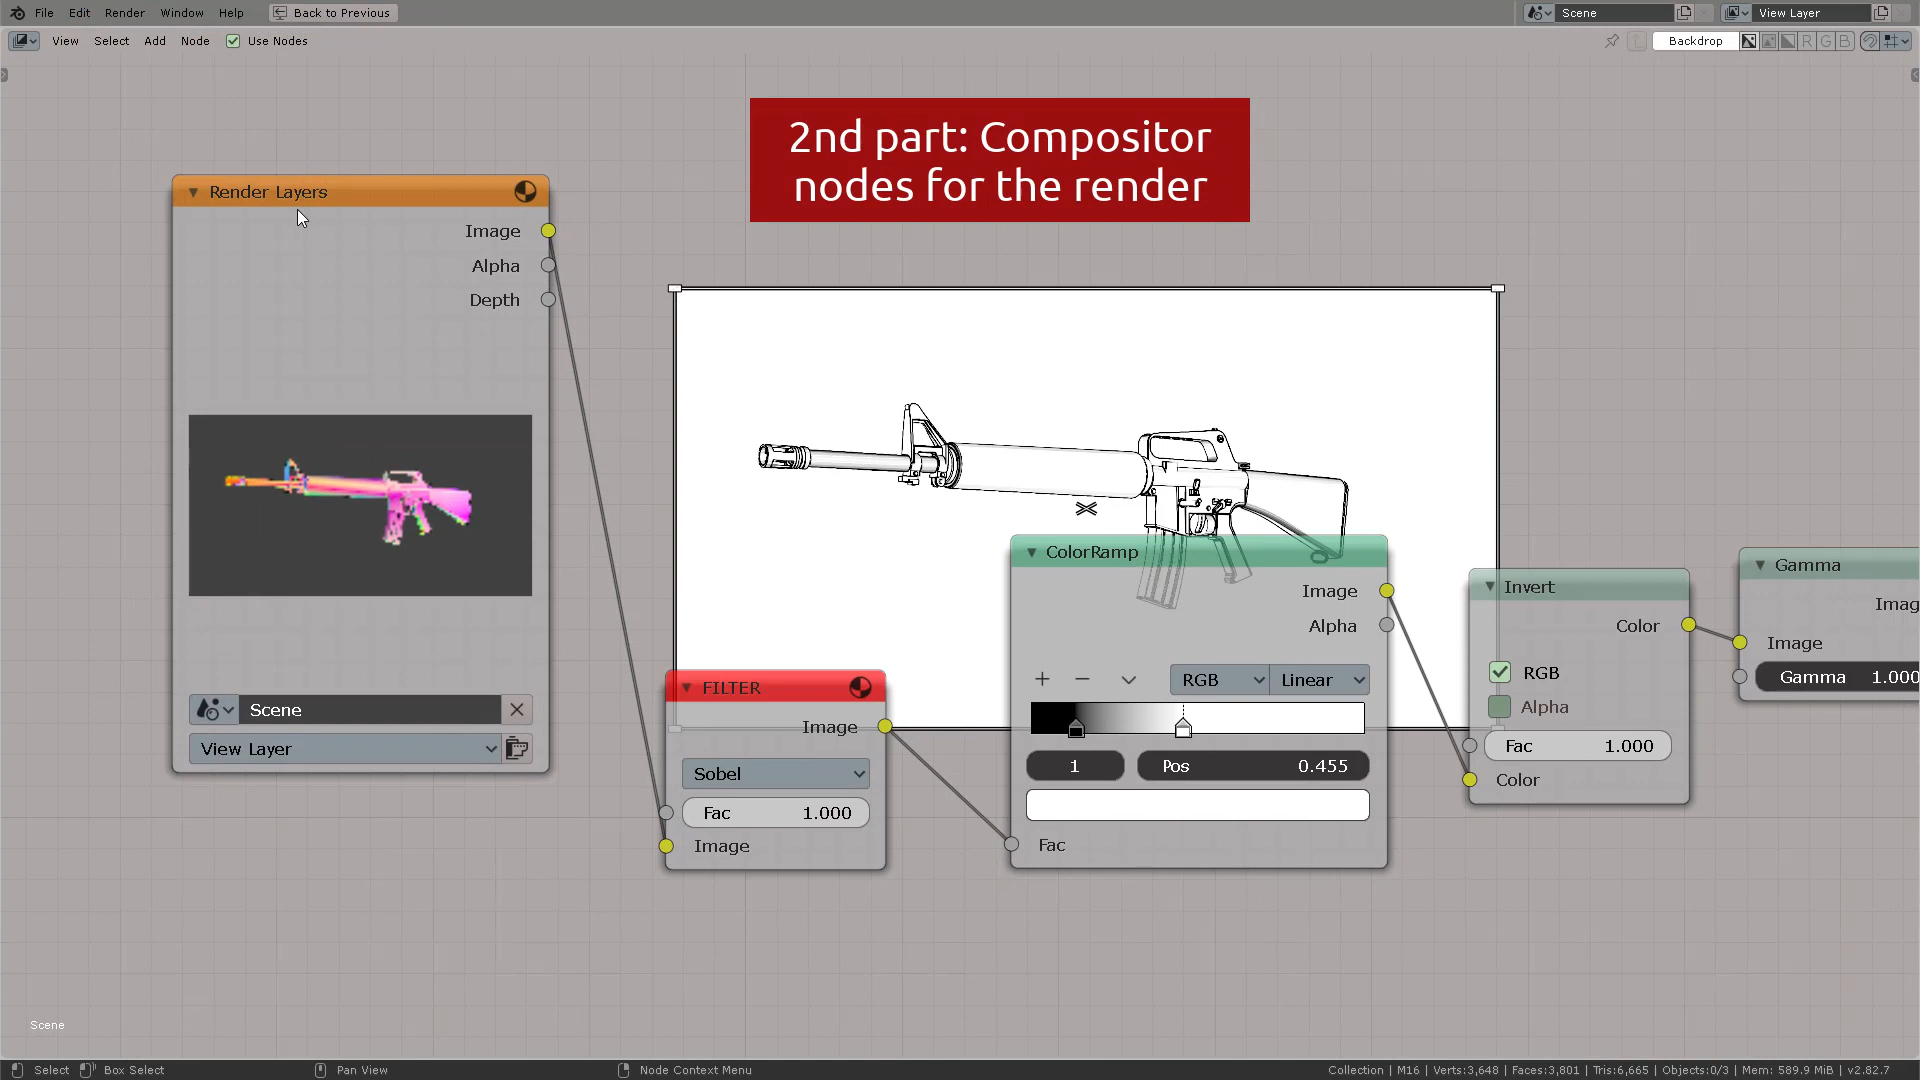 File Edit Render Window Help Back to Previous Scene View Layer
View Select Add Node Use Nodes Backdrop R G B
2nd part: Compositor
nodes for the render
Render Layers
Image
Alpha
Depth
Scene
View Layer
FILTER
Image
Sobel
Fac 1.000
Image
ColorRamp
Image
Alpha
RGB Linear
1 Pos 0.455
Fac
Invert
Color
RGB
Alpha
Fac 1.000
Color
Gamma
Imag
Image
Gamma 1.000
Scene
Select Box Select Pan View Node Context Menu Collection | M16 | Verts:3,648 | Faces:3,801 | Tris:6,665 | Objects:0/3 | Mem: 589.9 MiB | v2.82.7